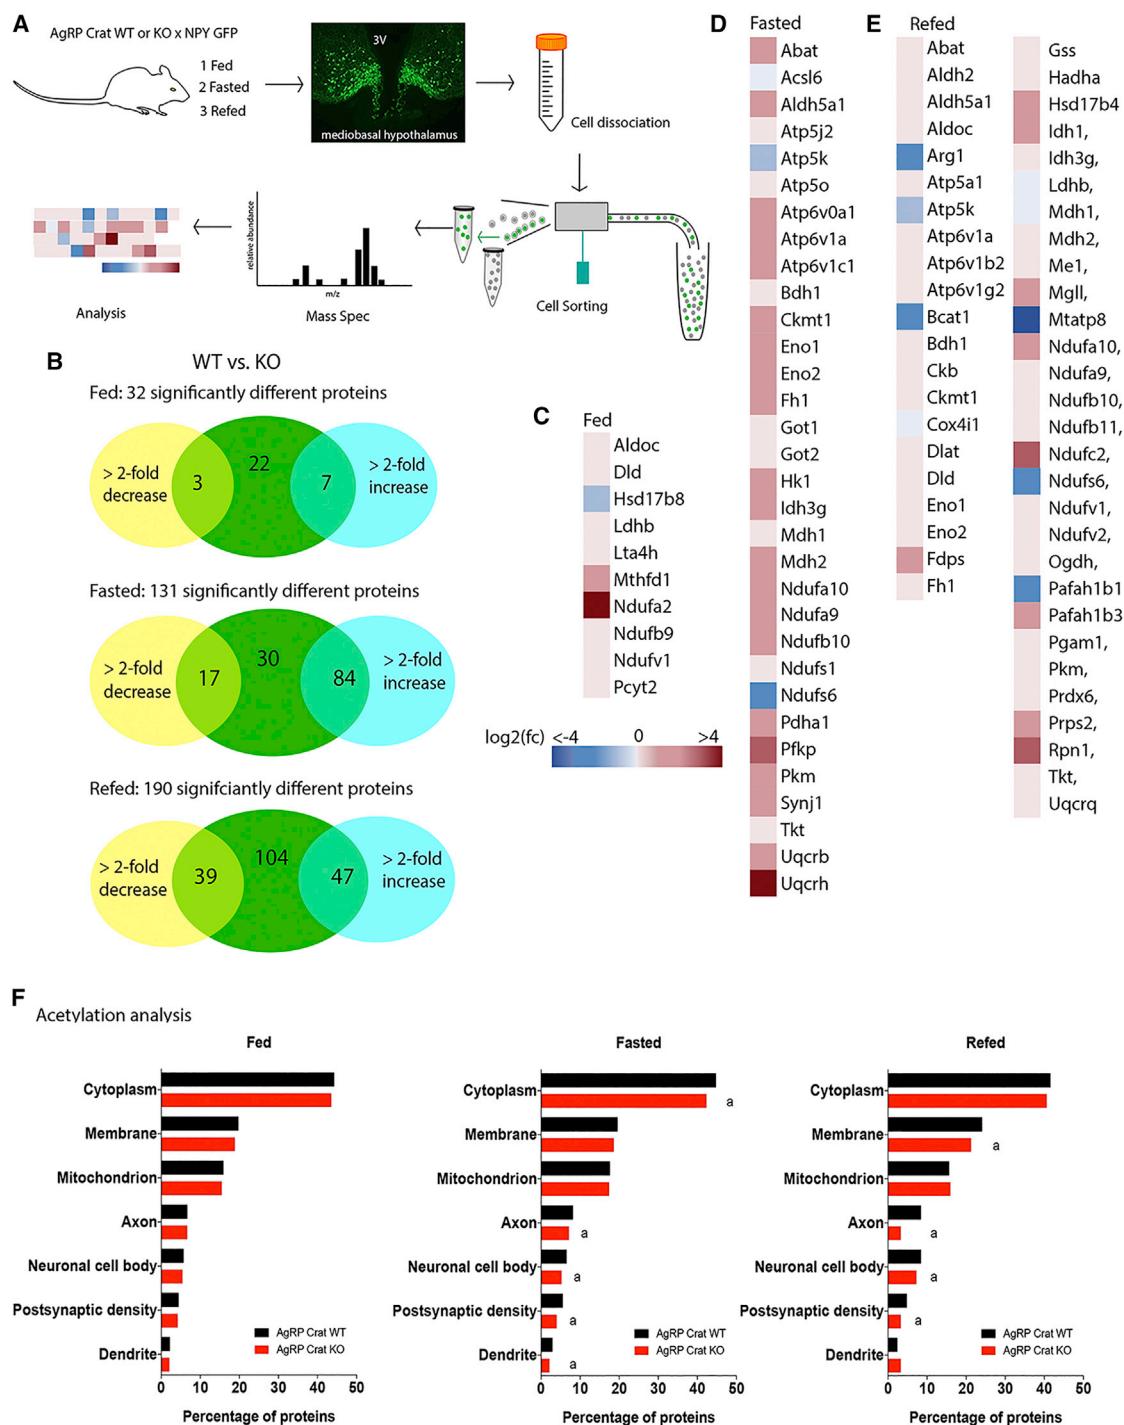 A
AgRP Crat WT or KO x NPY GFP
1 Fed
2 Fasted
3 Refed
3V
mediobasal hypothalamus
Cell dissociation
Cell Sorting
relative abundance
m/z
Mass Spec
Analysis
B
WT vs. KO
Fed: 32 significantly different proteins
> 2-fold decrease
3
22
7
> 2-fold increase
Fasted: 131 significantly different proteins
> 2-fold decrease
17
30
84
> 2-fold increase
Refed: 190 signifciantly different proteins
> 2-fold decrease
39
104
47
> 2-fold increase
C
Fed
Aldoc
Dld
Hsd17b8
Ldhb
Lta4h
Mthfd1
Ndufa2
Ndufb9
Ndufv1
Pcyt2
log2(fc)
<-4
0
>4
D
Fasted
Abat
Acsl6
Aldh5a1
Atp5j2
Atp5k
Atp5o
Atp6v0a1
Atp6v1a
Atp6v1c1
Bdh1
Ckmt1
Eno1
Eno2
Fh1
Got1
Got2
Hk1
Idh3g
Mdh1
Mdh2
Ndufa10
Ndufa9
Ndufb10
Ndufs1
Ndufs6
Pdha1
Pfkp
Pkm
Synj1
Tkt
Uqcrb
Uqcrh
E
Refed
Abat
Aldh2
Aldh5a1
Aldoc
Arg1
Atp5a1
Atp5k
Atp6v1a
Atp6v1b2
Atp6v1g2
Bcat1
Bdh1
Ckb
Ckmt1
Cox4i1
Dlat
Dld
Eno1
Eno2
Fdps
Fh1
Gss
Hadha
Hsd17b4
Idh1,
Idh3g,
Ldhb,
Mdh1,
Mdh2,
Me1,
Mgll,
Mtatp8
Ndufa10,
Ndufa9,
Ndufb10,
Ndufb11,
Ndufc2,
Ndufs6,
Ndufv1,
Ndufv2,
Ogdh,
Pafah1b1
Pafah1b3
Pgam1,
Pkm,
Prdx6,
Prps2,
Rpn1,
Tkt,
Uqcrq
F
Acetylation analysis
Fed
Cytoplasm
Membrane
Mitochondrion
Axon
Neuronal cell body
Postsynaptic density
Dendrite
AgRP Crat WT
AgRP Crat KO
0 10 20 30 40 50
Percentage of proteins
Fasted
Cytoplasm
a
Membrane
Mitochondrion
Axon
a
Neuronal cell body
a
Postsynaptic density
a
Dendrite
a
AgRP Crat WT
AgRP Crat KO
0 10 20 30 40 50
Percentage of proteins
Refed
Cytoplasm
Membrane
a
Mitochondrion
Axon
a
Neuronal cell body
a
Postsynaptic density
a
Dendrite
AgRP Crat WT
AgRP Crat KO
0 10 20 30 40 50
Percentage of proteins